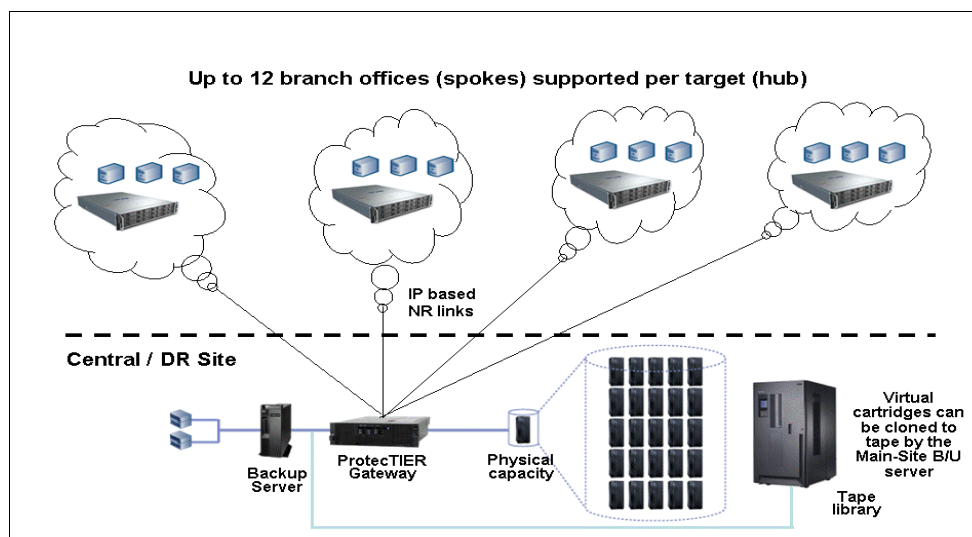 Up to 12 branch offices (spokes) supported per target (hub)
IP based
NR links
Central / DR Site
Backup
Server
ProtecTIER
Gateway
Physical
capacity
Tape
library
Virtual
cartridges can
be cloned to
tape by the
Main-Site B/U
server